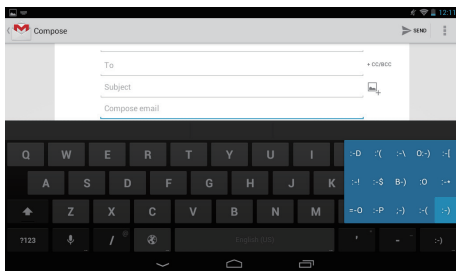 12:11
Compose
SEND
To
+ CC/BCC
Subject
Compose email
Q W E R T Y U I
:-D :'( :-\ O:-) :-[
A S D F G H J K
:-! :-$ B-) :O :-*
Z X C V B N M
=-O :-P ;-) :-( :-)
?123 / @ English (US) ' - :-)